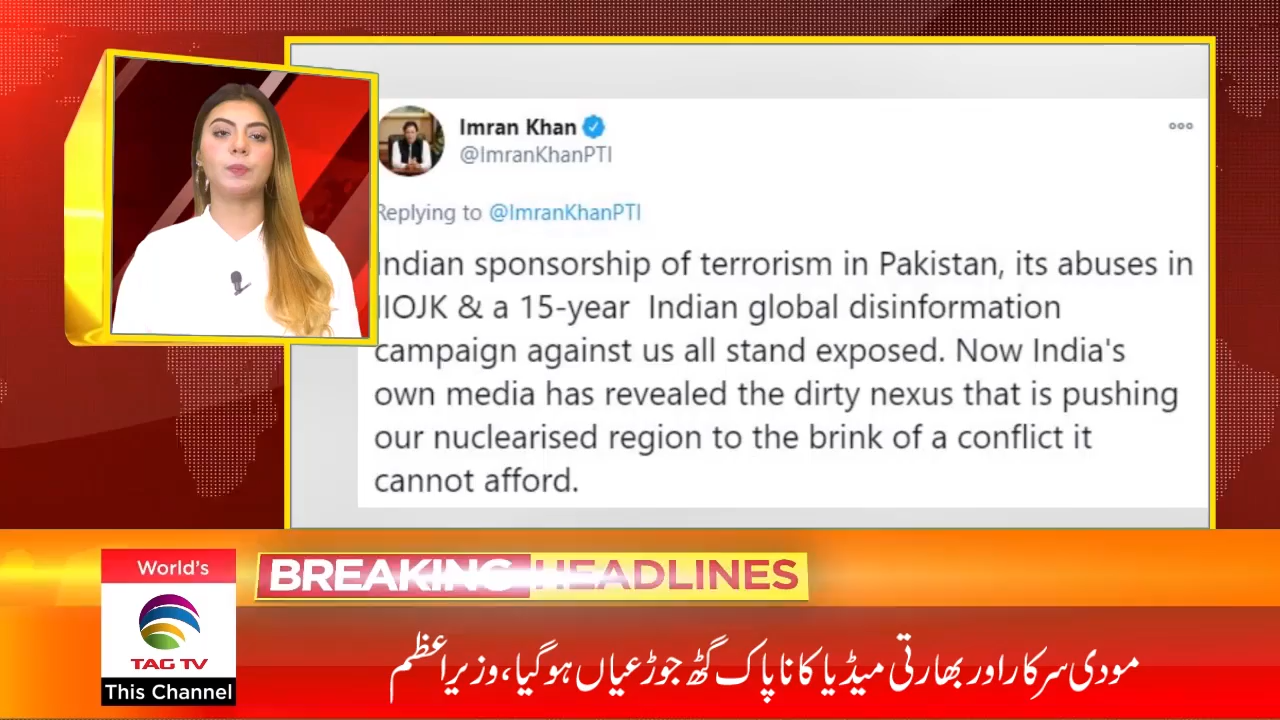 Imran Khan
@ImranKhanPTI
Replying to @ImranKhanPTI
Indian sponsorship of terrorism in Pakistan, its abuses in
IIOJK & a 15-year Indian global disinformation
campaign against us all stand exposed. Now India's
own media has revealed the dirty nexus that is pushing
our nuclearised region to the brink of a conflict it
cannot afford.
World's
TAG TV
This Channel
BREAKING HEADLINES
مودی سرکار اور بھارتی میڈیا کا ناپاک گٹھ جوڑ عیاں ہوگیا، وزیراعظم